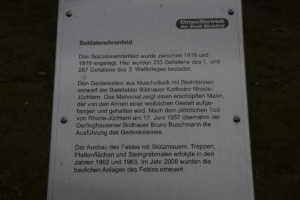 Umweltbetrieb
der Stadt Bielefeld
Soldatenehrenfeld
Das Soldatenehrenfeld wurde zwischen 1918 und
1919 angelegt. Hier wurden 253 Gefallene des 1. und
287 Gefallene des 2. Weltkrieges bestattet.
Den Gedenkstein aus Muschelkalk mit Steinintarsien
entwarf der Bielefelder Bildhauer Karlheinz Rhode-
Jüchtern. Das Mahnmal zeigt einen erschöpften Mann,
der von den Armen einer weiblichen Gestalt aufge-
fangen und gehalten wird. Nach dem plötzlichen Tod
von Rhode-Jüchtern am 17. Juni 1957 übernahm der
Oerlinghausener Bildhauer Bruno Buschmann die
Ausführung des Gedenksteines.
Der Ausbau des Feldes mit Stützmauern, Treppen,
Plattenflächen und Steingrabmalen erfolgte in den
Jahren 1962 und 1963. Im Jahr 2008 wurden die
baulichen Anlagen des Feldes erneuert.